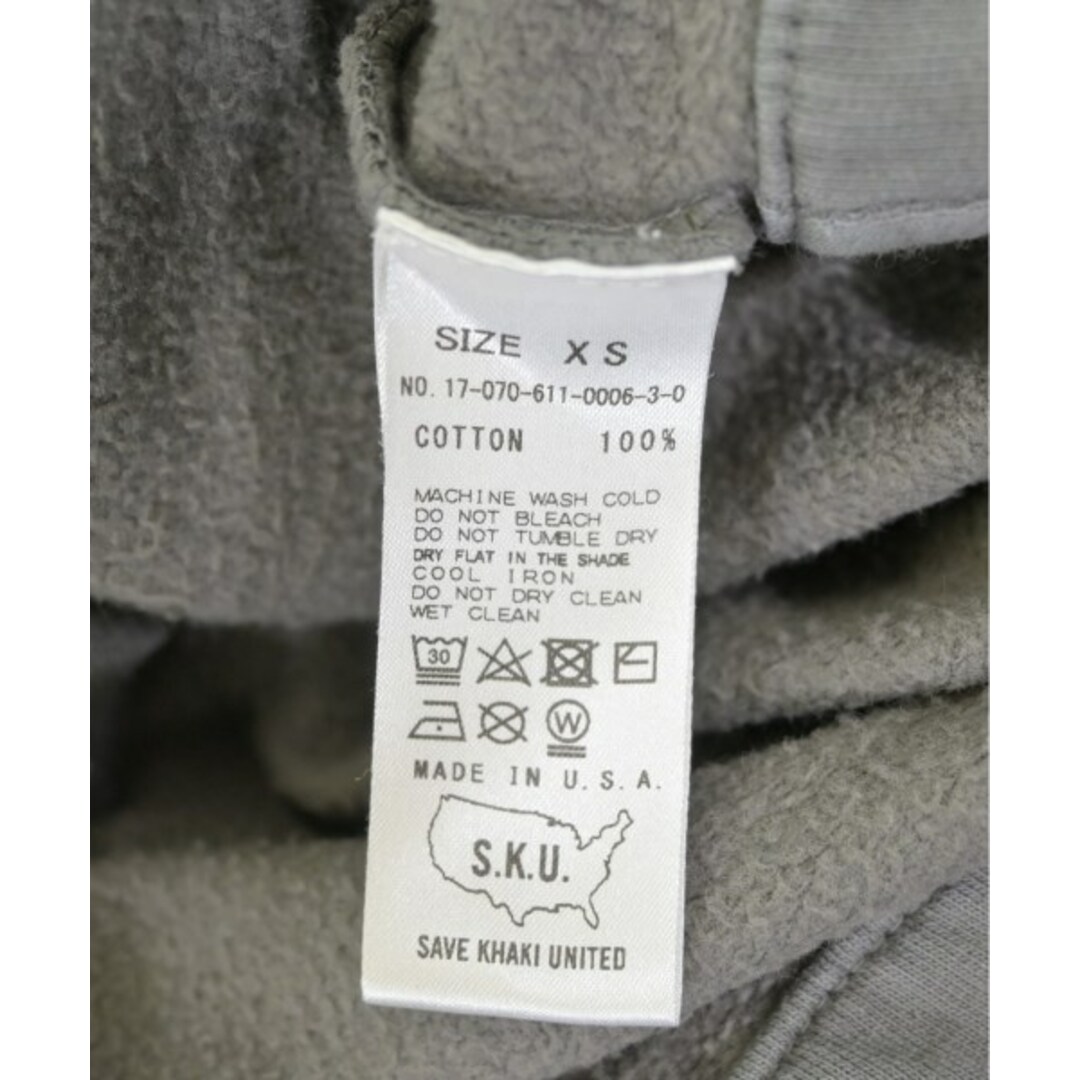 SIZE XS
NO. 17-070-611-0006-3-0
COTTON 100%
MACHINE WASH COLD
DO NOT BLEACH
DO NOT TUMBLE DRY
DRY FLAT IN THE SHADE
COOL IRON
DO NOT DRY CLEAN
WET CLEAN
30
W
MADE IN U.S.A.
S.K.U.
SAVE KHAKI UNITED